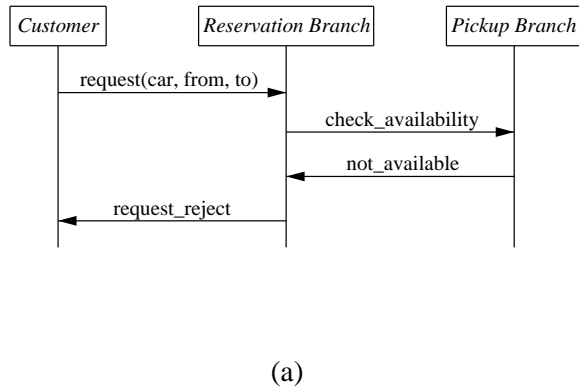 Customer
Reservation Branch
Pickup Branch
request(car, from, to)
check_availability
not_available
request_reject
(a)